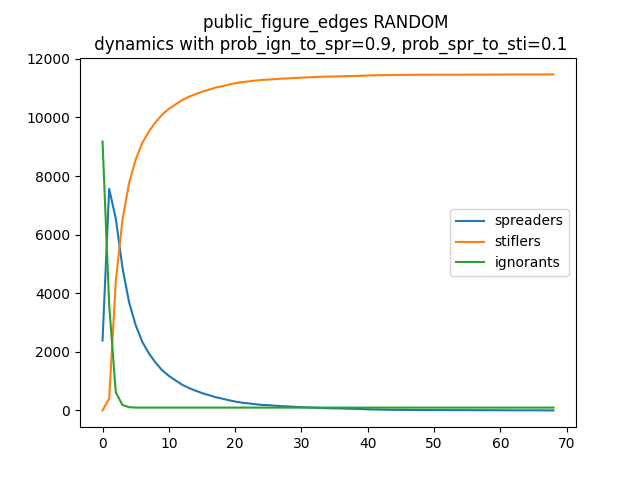 public_figure_edges RANDOM
dynamics with prob_ign_to_spr=0.9, prob_spr_to_sti=0.1
12000
10000
8000
6000
4000
2000
0
spreaders
stiflers
ignorants
0 10 20 30 40 50 60 70